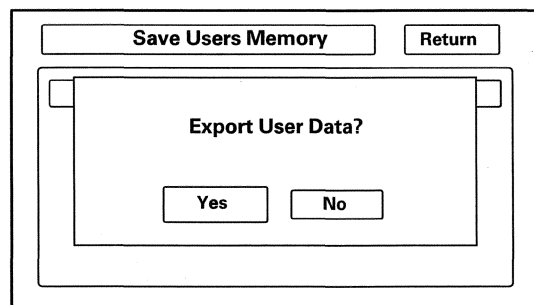 Save Users Memory
Return
Export User Data?
Yes
No